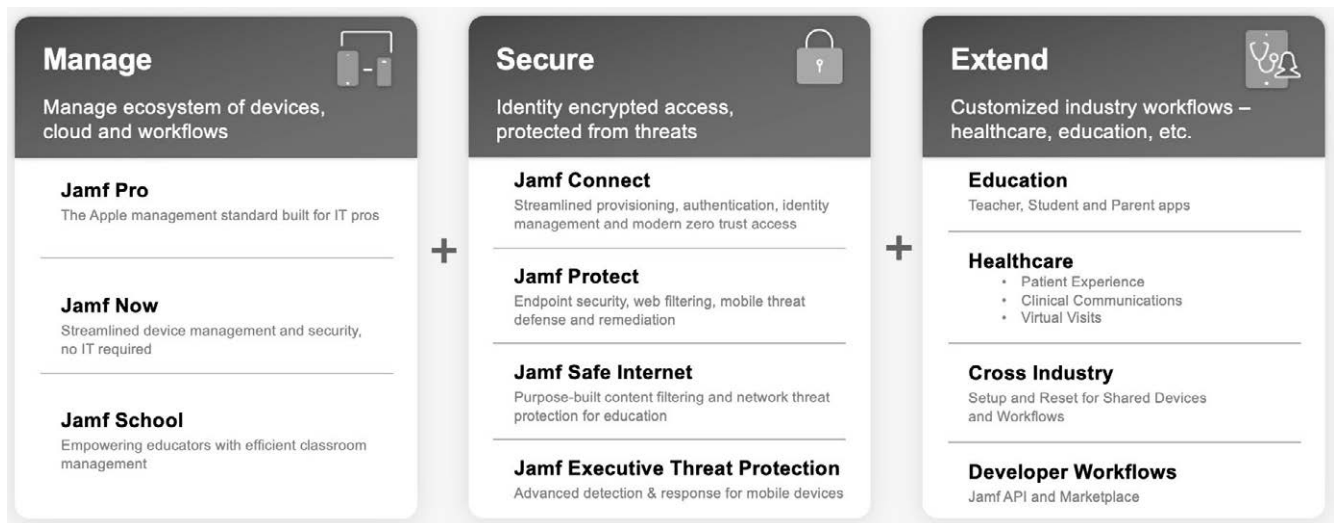 Manage
Manage ecosystem of devices,
cloud and workflows
Jamf Pro
The Apple management standard built for IT pros
Jamf Now
Streamlined device management and security,
no IT required
Jamf School
Empowering educators with efficient classroom
management
+
Secure
Identity encrypted access,
protected from threats
Jamf Connect
Streamlined provisioning, authentication, identity
management and modern zero trust access
Jamf Protect
Endpoint security, web filtering, mobile threat
defense and remediation
Jamf Safe Internet
Purpose-built content filtering and network threat
protection for education
Jamf Executive Threat Protection
Advanced detection & response for mobile devices
+
Extend
Customized industry workflows –
healthcare, education, etc.
Education
Teacher, Student and Parent apps
Healthcare
• Patient Experience
• Clinical Communications
• Virtual Visits
Cross Industry
Setup and Reset for Shared Devices
and Workflows
Developer Workflows
Jamf API and Marketplace